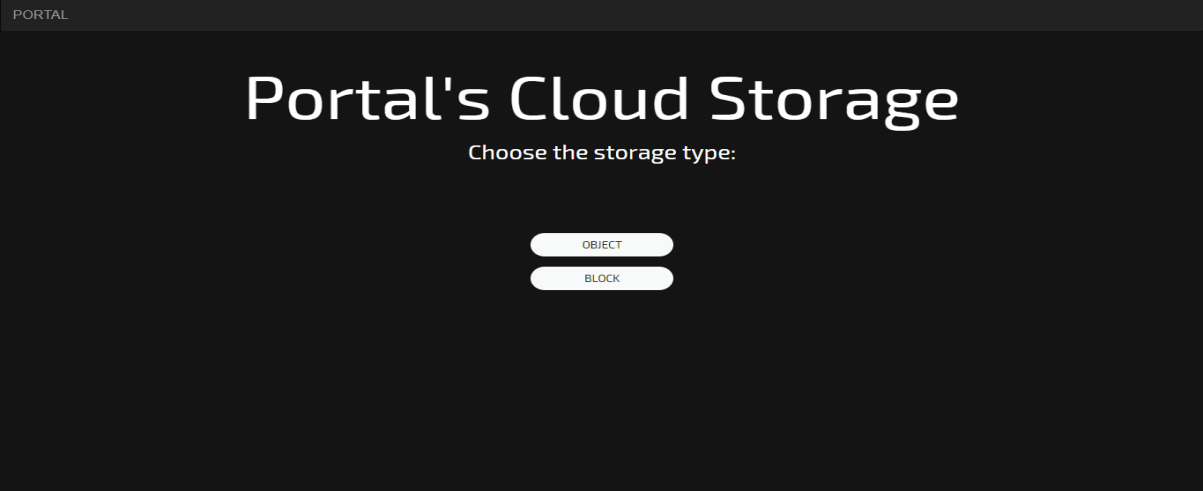 PORTAL
Portal's Cloud Storage
Choose the storage type:
OBJECT
BLOCK